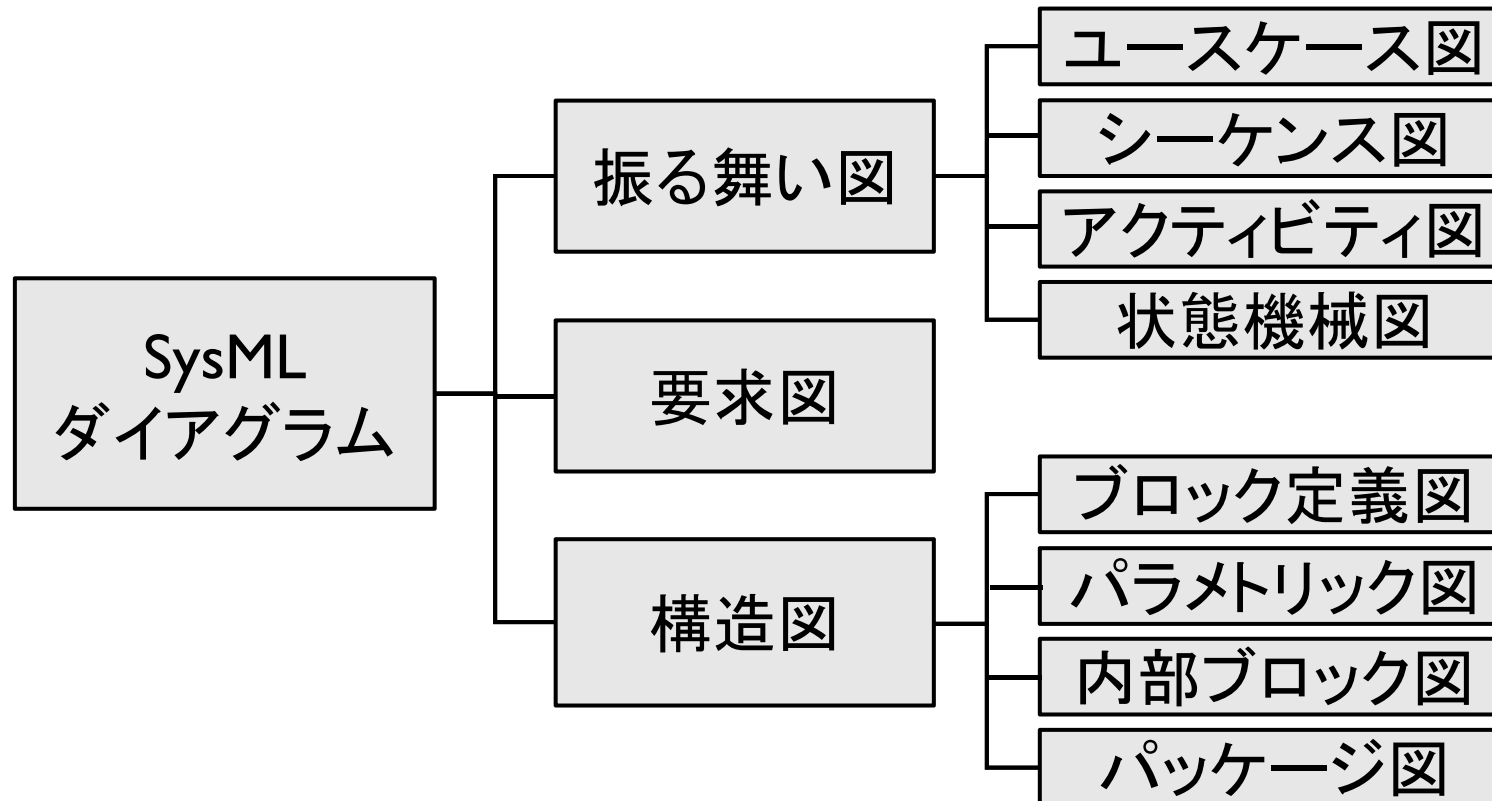 SysML
ダイアグラム
振る舞い図
ユースケース図
シーケンス図
アクティビティ図
状態機械図
要求図
構造図
ブロック定義図
パラメトリック図
内部ブロック図
パッケージ図